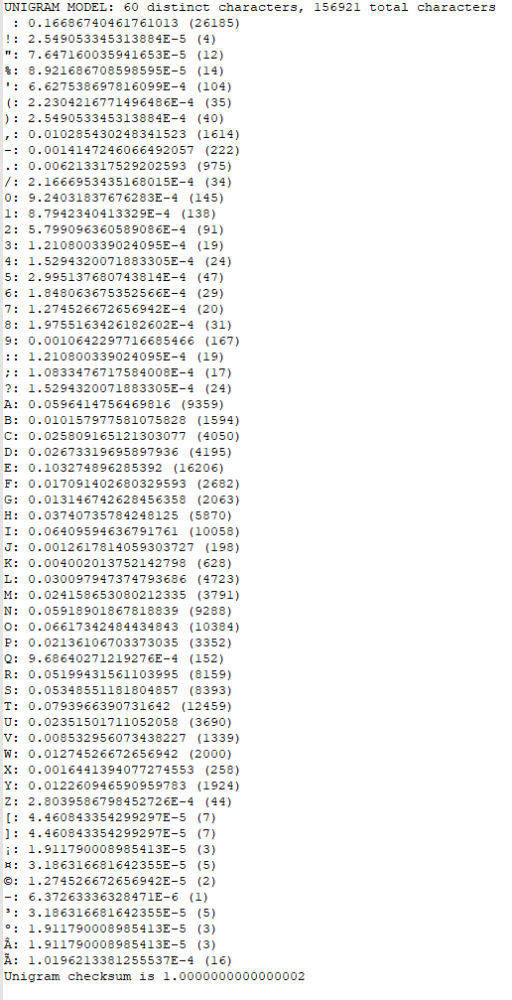 UNIGRAM MODEL: 60 distinct characters, 156921 total characters
 : 0.16686740461761013 (26185)
!: 2.549053345313884E-5 (4)
": 7.647160035941653E-5 (12)
%: 8.921686708598595E-5 (14)
': 6.627538697816099E-4 (104)
(: 2.2304216771496486E-4 (35)
): 2.549053345313884E-4 (40)
,: 0.010285430248341523 (1614)
-: 0.0014147246066492057 (222)
.: 0.006213317529202593 (975)
/: 2.1666953435168015E-4 (34)
0: 9.24031837676283E-4 (145)
1: 8.7942340413329E-4 (138)
2: 5.799096360589086E-4 (91)
3: 1.210800339024095E-4 (19)
4: 1.5294320071883305E-4 (24)
5: 2.995137680743814E-4 (47)
6: 1.848063675352566E-4 (29)
7: 1.274526672656942E-4 (20)
8: 1.9755163426182602E-4 (31)
9: 0.0010642297716685466 (167)
:: 1.210800339024095E-4 (19)
;: 1.0833476717584008E-4 (17)
?: 1.5294320071883305E-4 (24)
A: 0.0596414756469816 (9359)
B: 0.010157977581075828 (1594)
C: 0.025809165121303077 (4050)
D: 0.02673319695897936 (4195)
E: 0.103274896285392 (16206)
F: 0.017091402680329593 (2682)
G: 0.013146742628456358 (2063)
H: 0.03740735784248125 (5870)
I: 0.06409594636791761 (10058)
J: 0.0012617814059303727 (198)
K: 0.004002013752142798 (628)
L: 0.030097947374793686 (4723)
M: 0.024158653080212335 (3791)
N: 0.05918901867818839 (9288)
O: 0.06617342484434843 (10384)
P: 0.02136106703373035 (3352)
Q: 9.68640271219276E-4 (152)
R: 0.05199431561103995 (8159)
S: 0.05348551181804857 (8393)
T: 0.0793966390731642 (12459)
U: 0.02351501711052058 (3690)
V: 0.008532956073438227 (1339)
W: 0.01274526672656942 (2000)
X: 0.0016441394077274553 (258)
Y: 0.012260946590959783 (1924)
Z: 2.8039586798452726E-4 (44)
[: 4.460843354299297E-5 (7)
]: 4.460843354299297E-5 (7)
¡: 1.911790008985413E-5 (3)
¤: 3.186316681642355E-5 (5)
©: 1.274526672656942E-5 (2)
-: 6.37263336328471E-6 (1)
³: 3.186316681642355E-5 (5)
º: 1.911790008985413E-5 (3)
Â: 1.911790008985413E-5 (3)
Ã: 1.0196213381255537E-4 (16)
Unigram checksum is 1.0000000000000002